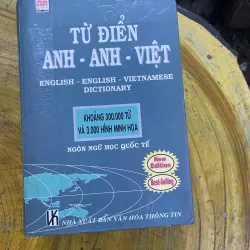 TỪ ĐIỂN
ANH - ANH - VIỆT
ENGLISH - ENGLISH - VIETNAMESE
DICTIONARY
KHOẢNG 300.000 TỪ
VÀ 3.000 HÌNH MINH HỌA
NGÔN NGỮ HỌC QUỐC TẾ
New
Edition
Best-Selling
NHÀ XUẤT BẢN VĂN HÓA THÔNG TIN